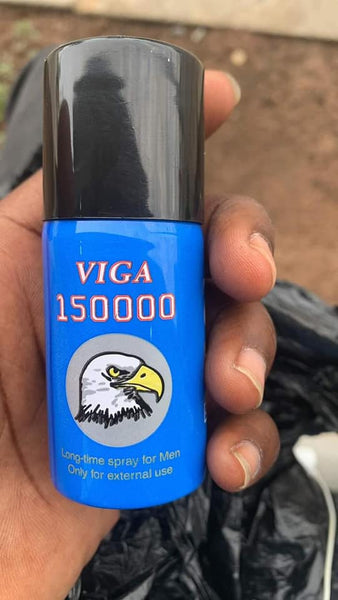 VIGA
150000
Long-time spray for Men
Only for external use